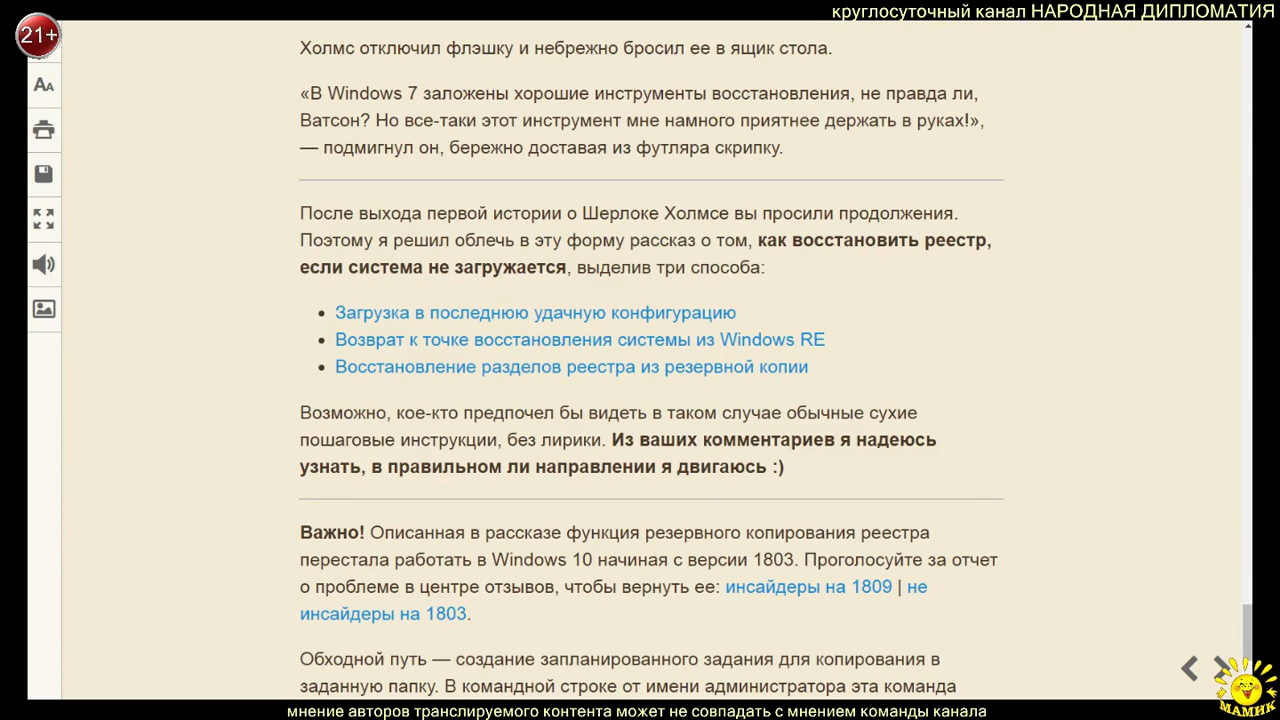 круглосуточный канал НАРОДНАЯ ДИПЛОМАТИЯ
21+
Холмс отключил флэшку и небрежно бросил ее в ящик стола.
AA
«В Windows 7 заложены хорошие инструменты восстановления, не правда ли,
Ватсон? Но все-таки этот инструмент мне намного приятнее держать в руках!»,
— подмигнул он, бережно доставая из футляра скрипку.
После выхода первой истории о Шерлоке Холмсе вы просили продолжения.
Поэтому я решил облечь в эту форму рассказ о том, как восстановить реестр,
если система не загружается, выделив три способа:
• Загрузка в последнюю удачную конфигурацию
• Возврат к точке восстановления системы из Windows RE
• Восстановление разделов реестра из резервной копии
Возможно, кое-кто предпочел бы видеть в таком случае обычные сухие
пошаговые инструкции, без лирики. Из ваших комментариев я надеюсь
узнать, в правильном ли направлении я двигаюсь :)
Важно! Описанная в рассказе функция резервного копирования реестра
перестала работать в Windows 10 начиная с версии 1803. Проголосуйте за отчет
о проблеме в центре отзывов, чтобы вернуть ее: инсайдеры на 1809 | не
инсайдеры на 1803.
Обходной путь — создание запланированного задания для копирования в
заданную папку. В командной строке от имени администратора эта команда
МАМИК
мнение авторов транслируемого контента может не совпадать с мнением команды канала